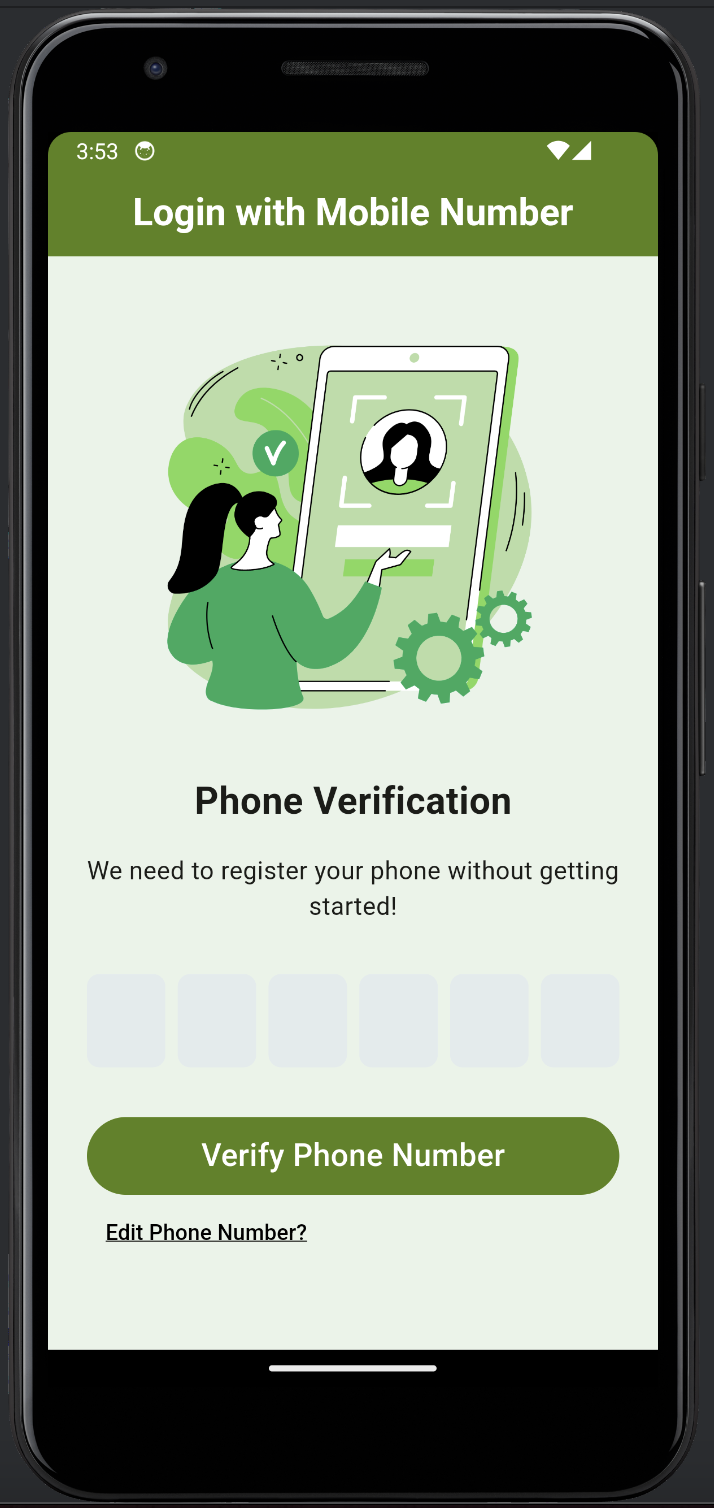 3:53
Login with Mobile Number
Phone Verification
We need to register your phone without getting
started!
Verify Phone Number
Edit Phone Number?